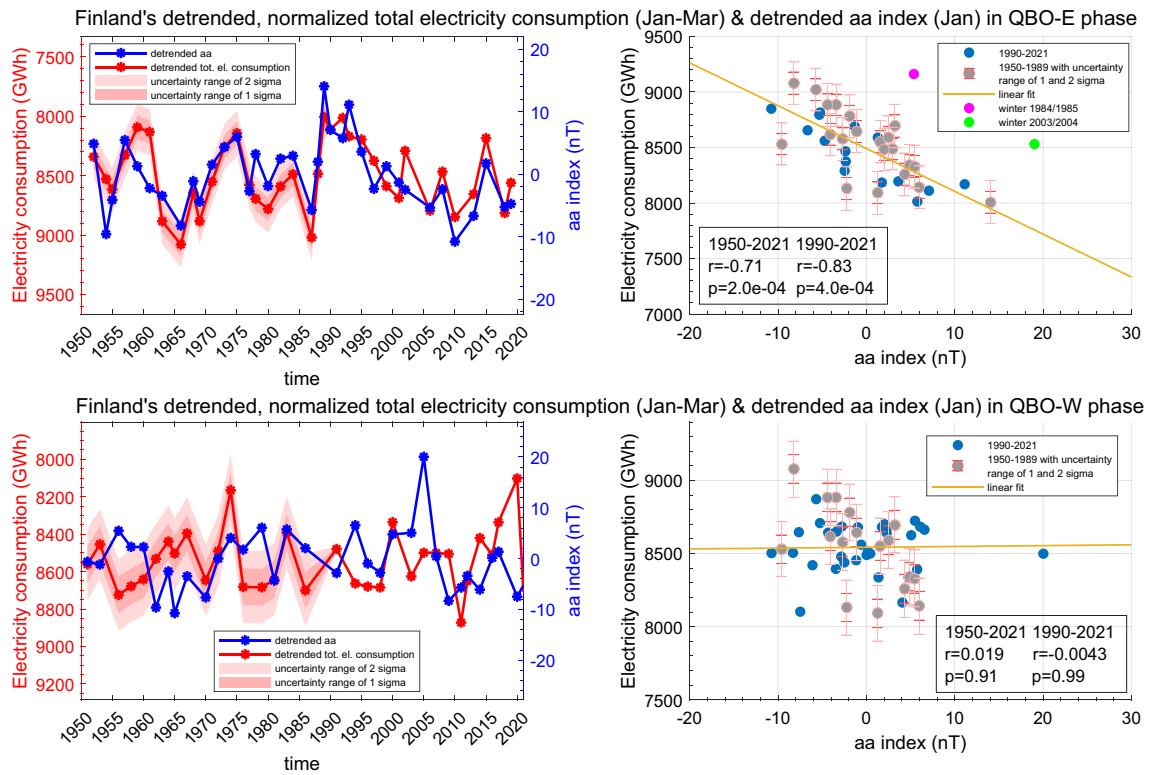 Finland's detrended, normalized total electricity consumption (Jan-Mar) & detrended aa index (Jan) in QBO-E phase
Electricity consumption (GWh)
7500
8000
8500
9000
9500
detrended aa
detrended tot. el. consumption
uncertainty range of 2 sigma
uncertainty range of 1 sigma
20
10
0
-10
-20
aa index (nT)
1950
1955
1960
1965
1970
1975
1980
1985
1990
1995
2000
2005
2010
2015
2020
time
Electricity consumption (GWh)
9500
9000
8500
8000
7500
7000
1990-2021
1950-1989 with uncertainty
range of 1 and 2 sigma
linear fit
winter 1984/1985
winter 2003/2004
1950-2021 1990-2021
r=-0.71 r=-0.83
p=2.0e-04 p=4.0e-04
-20 -10 0 10 20 30
aa index (nT)
Finland's detrended, normalized total electricity consumption (Jan-Mar) & detrended aa index (Jan) in QBO-W phase
Electricity consumption (GWh)
8000
8200
8400
8600
8800
9000
9200
detrended aa
detrended tot. el. consumption
uncertainty range of 2 sigma
uncertainty range of 1 sigma
20
10
0
-10
-20
aa index (nT)
1950
1955
1960
1965
1970
1975
1980
1985
1990
1995
2000
2005
2010
2015
2020
time
Electricity consumption (GWh)
9000
8500
8000
7500
1990-2021
1950-1989 with uncertainty
range of 1 and 2 sigma
linear fit
1950-2021 1990-2021
r=0.019 r=-0.0043
p=0.91 p=0.99
-20 -10 0 10 20 30
aa index (nT)